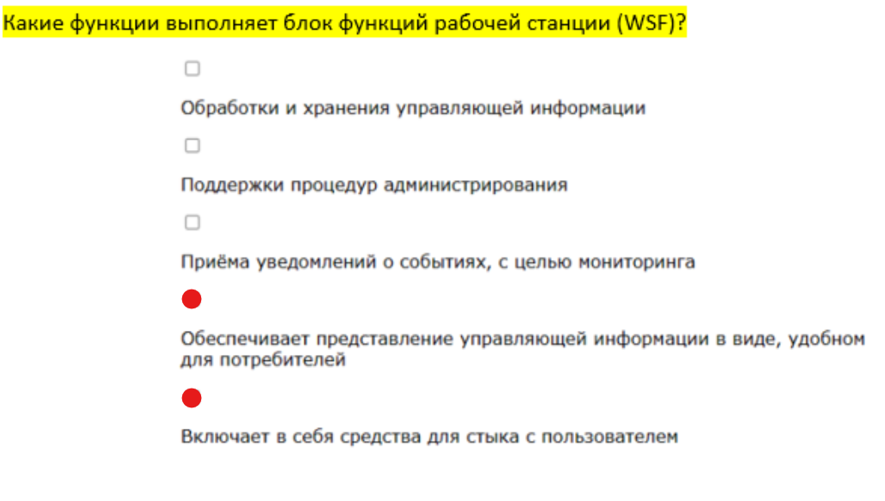 Какие функции выполняет блок функций рабочей станции (WSF)?
Обработки и хранения управляющей информации
Поддержки процедур администрирования
Приёма уведомлений о событиях, с целью мониторинга
Обеспечивает представление управляющей информации в виде, удобном
для потребителей
Включает в себя средства для стыка с пользователем